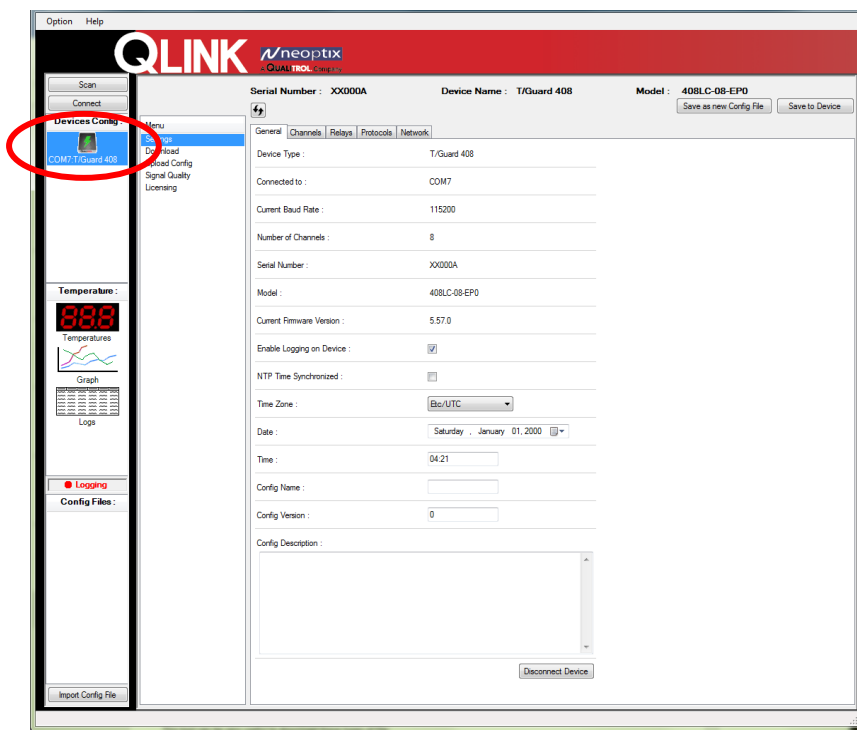 Option Help
QLINK neoptix
A QUALITROL Company
Scan
Connect
Devices Config :
COM7:T/Guard 408
Temperature :
88.8
Temperatures
Graph
Logs
Logging
Config Files :
Import Config File
Menu
Settings
Download
Upload Config
Signal Quality
Licensing
Serial Number : XX000A Device Name : T/Guard 408 Model : 408LC-08-EP0
Save as new Config File Save to Device
General Channels Relays Protocols Network
Device Type : T/Guard 408
Connected to : COM7
Current Baud Rate : 115200
Number of Channels : 8
Serial Number : XX000A
Model : 408LC-08-EP0
Current Firmware Version : 5.57.0
Enable Logging on Device :
NTP Time Synchronized :
Time Zone : Etc/UTC
Date : Saturday , January 01, 2000
Time : 04:21
Config Name :
Config Version : 0
Config Description :
Disconnect Device